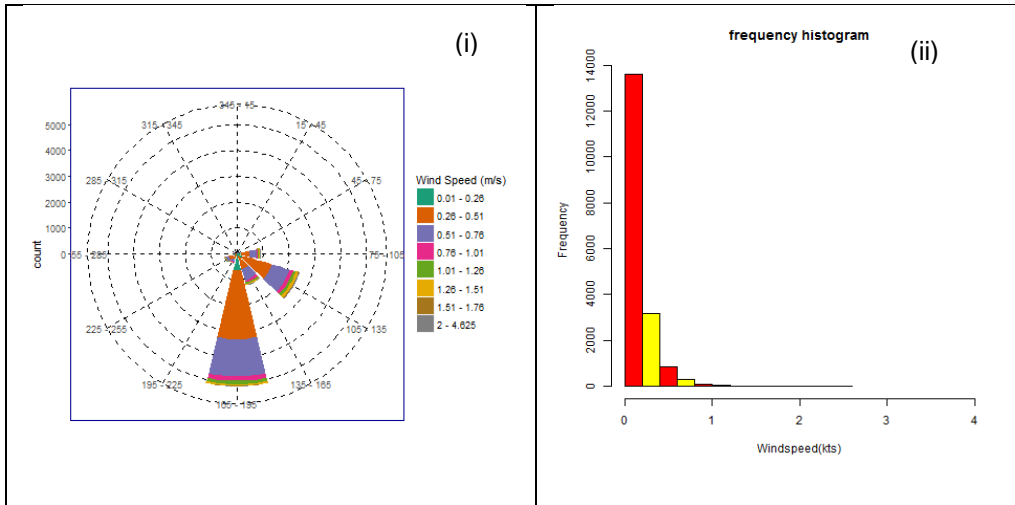 (i)
345 - 15
315 - 345
15 - 45
285 - 315
45 - 75
55 - 285
75 - 105
225 - 255
105 - 135
195 - 225
135 - 165
165 - 195
5000
4000
3000
2000
1000
0
count
Wind Speed (m/s)
0.01 - 0.26
0.26 - 0.51
0.51 - 0.76
0.76 - 1.01
1.01 - 1.26
1.26 - 1.51
1.51 - 1.76
2 - 4.625
frequency histogram
(ii)
14000
12000
10000
8000
6000
4000
2000
0
Frequency
0 1 2 3 4
Windspeed(kts)